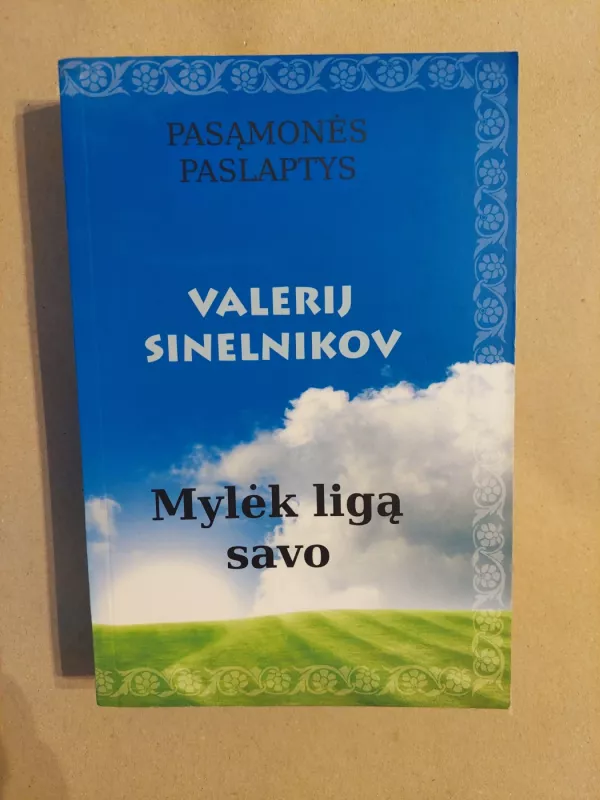 PASĄMONĖS
PASLAPTYS
VALERIJ
SINELNIKOV
Mylėk ligą
savo